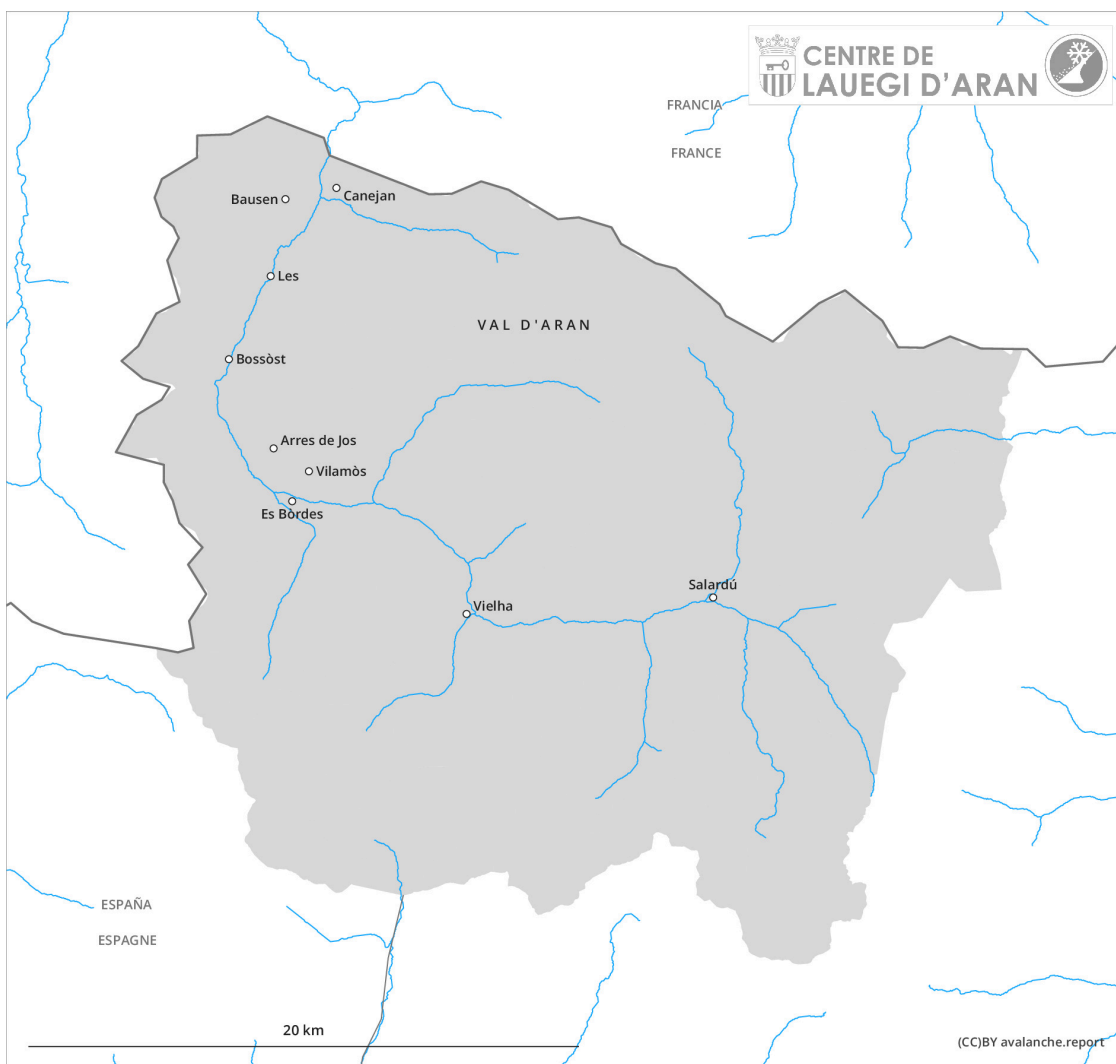 CENTRE DE
LAUEGI D'ARAN
FRANCIA
FRANCE
Bausen
Canejan
Les
VAL D'ARAN
Bossòst
Arres de Jos
Vilamòs
Es Bòrdes
Salardú
Vielha
ESPAÑA
ESPAGNE
20 km
(CC)BY avalanche.report